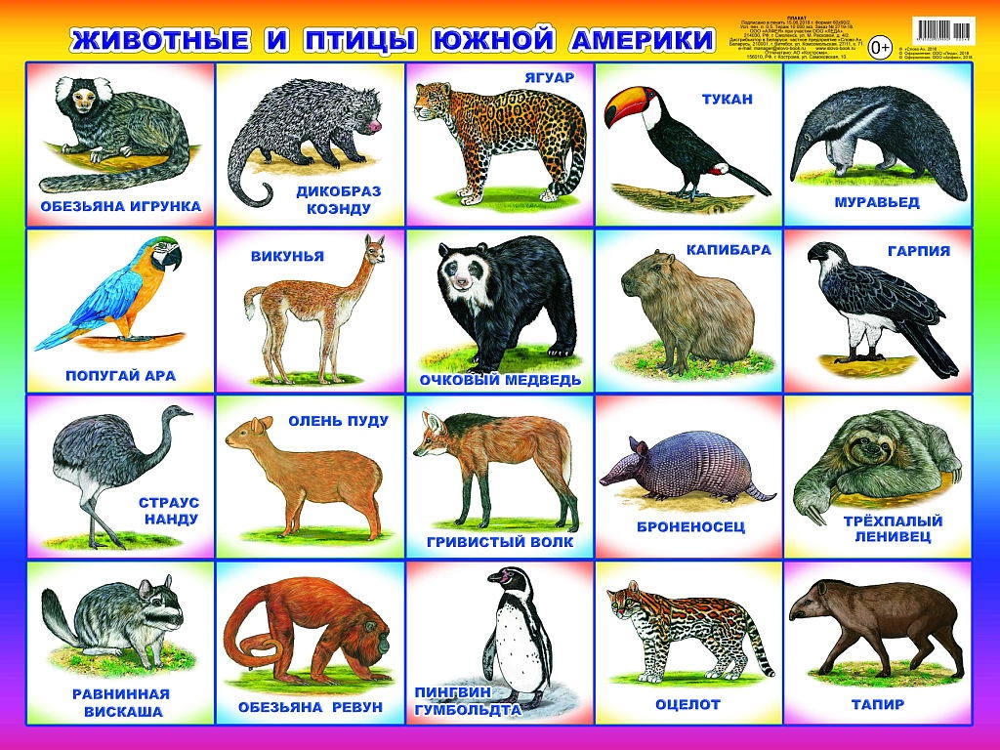 ЖИВОТНЫЕ И ПТИЦЫ ЮЖНОЙ АМЕРИКИ
ПЛАКАТ
0+
ОБЕЗЬЯНА ИГРУНКА
ДИКОБРАЗ
КОЭНДУ
ЯГУАР
ТУКАН
МУРАВЬЕД
ПОПУГАЙ АРА
ВИКУНЬЯ
ОЧКОВЫЙ МЕДВЕДЬ
КАПИБАРА
ГАРПИЯ
СТРАУС
НАНДУ
ОЛЕНЬ ПУДУ
ГРИВИСТЫЙ ВОЛК
БРОНЕНОСЕЦ
ТРЁХПАЛЫЙ
ЛЕНИВЕЦ
РАВНИННАЯ
ВИСКАША
ОБЕЗЬЯНА РЕВУН
ПИНГВИН
ГУМБОЛЬДТА
ОЦЕЛОТ
ТАПИР